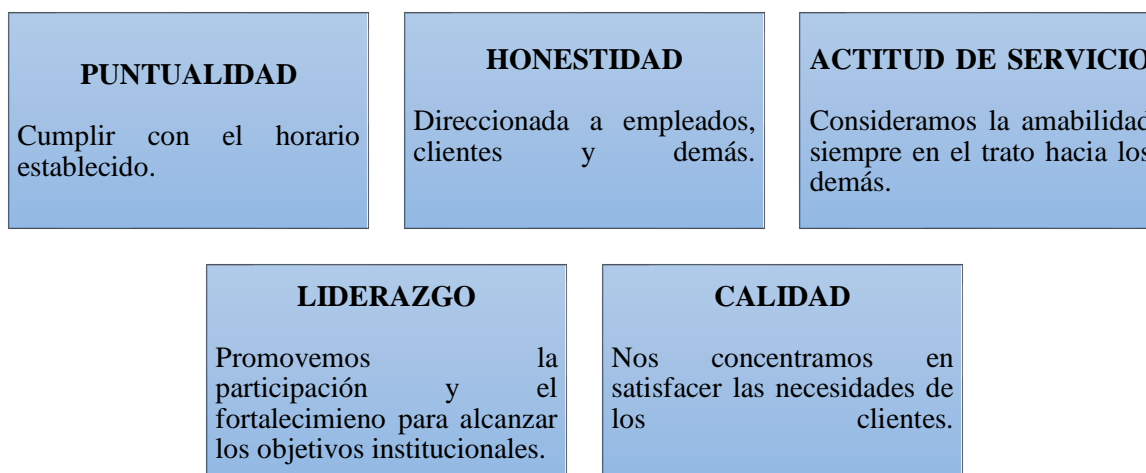 PUNTUALIDAD
Cumplir con el horario
establecido.
HONESTIDAD
Direccionada a empleados,
clientes y demás.
ACTITUD DE SERVICIO
Consideramos la amabilidad
siempre en el trato hacia los
demás.
LIDERAZGO
Promovemos la
participación y el
fortalecimieno para alcanzar
los objetivos institucionales.
CALIDAD
Nos concentramos en
satisfacer las necesidades de
los clientes.